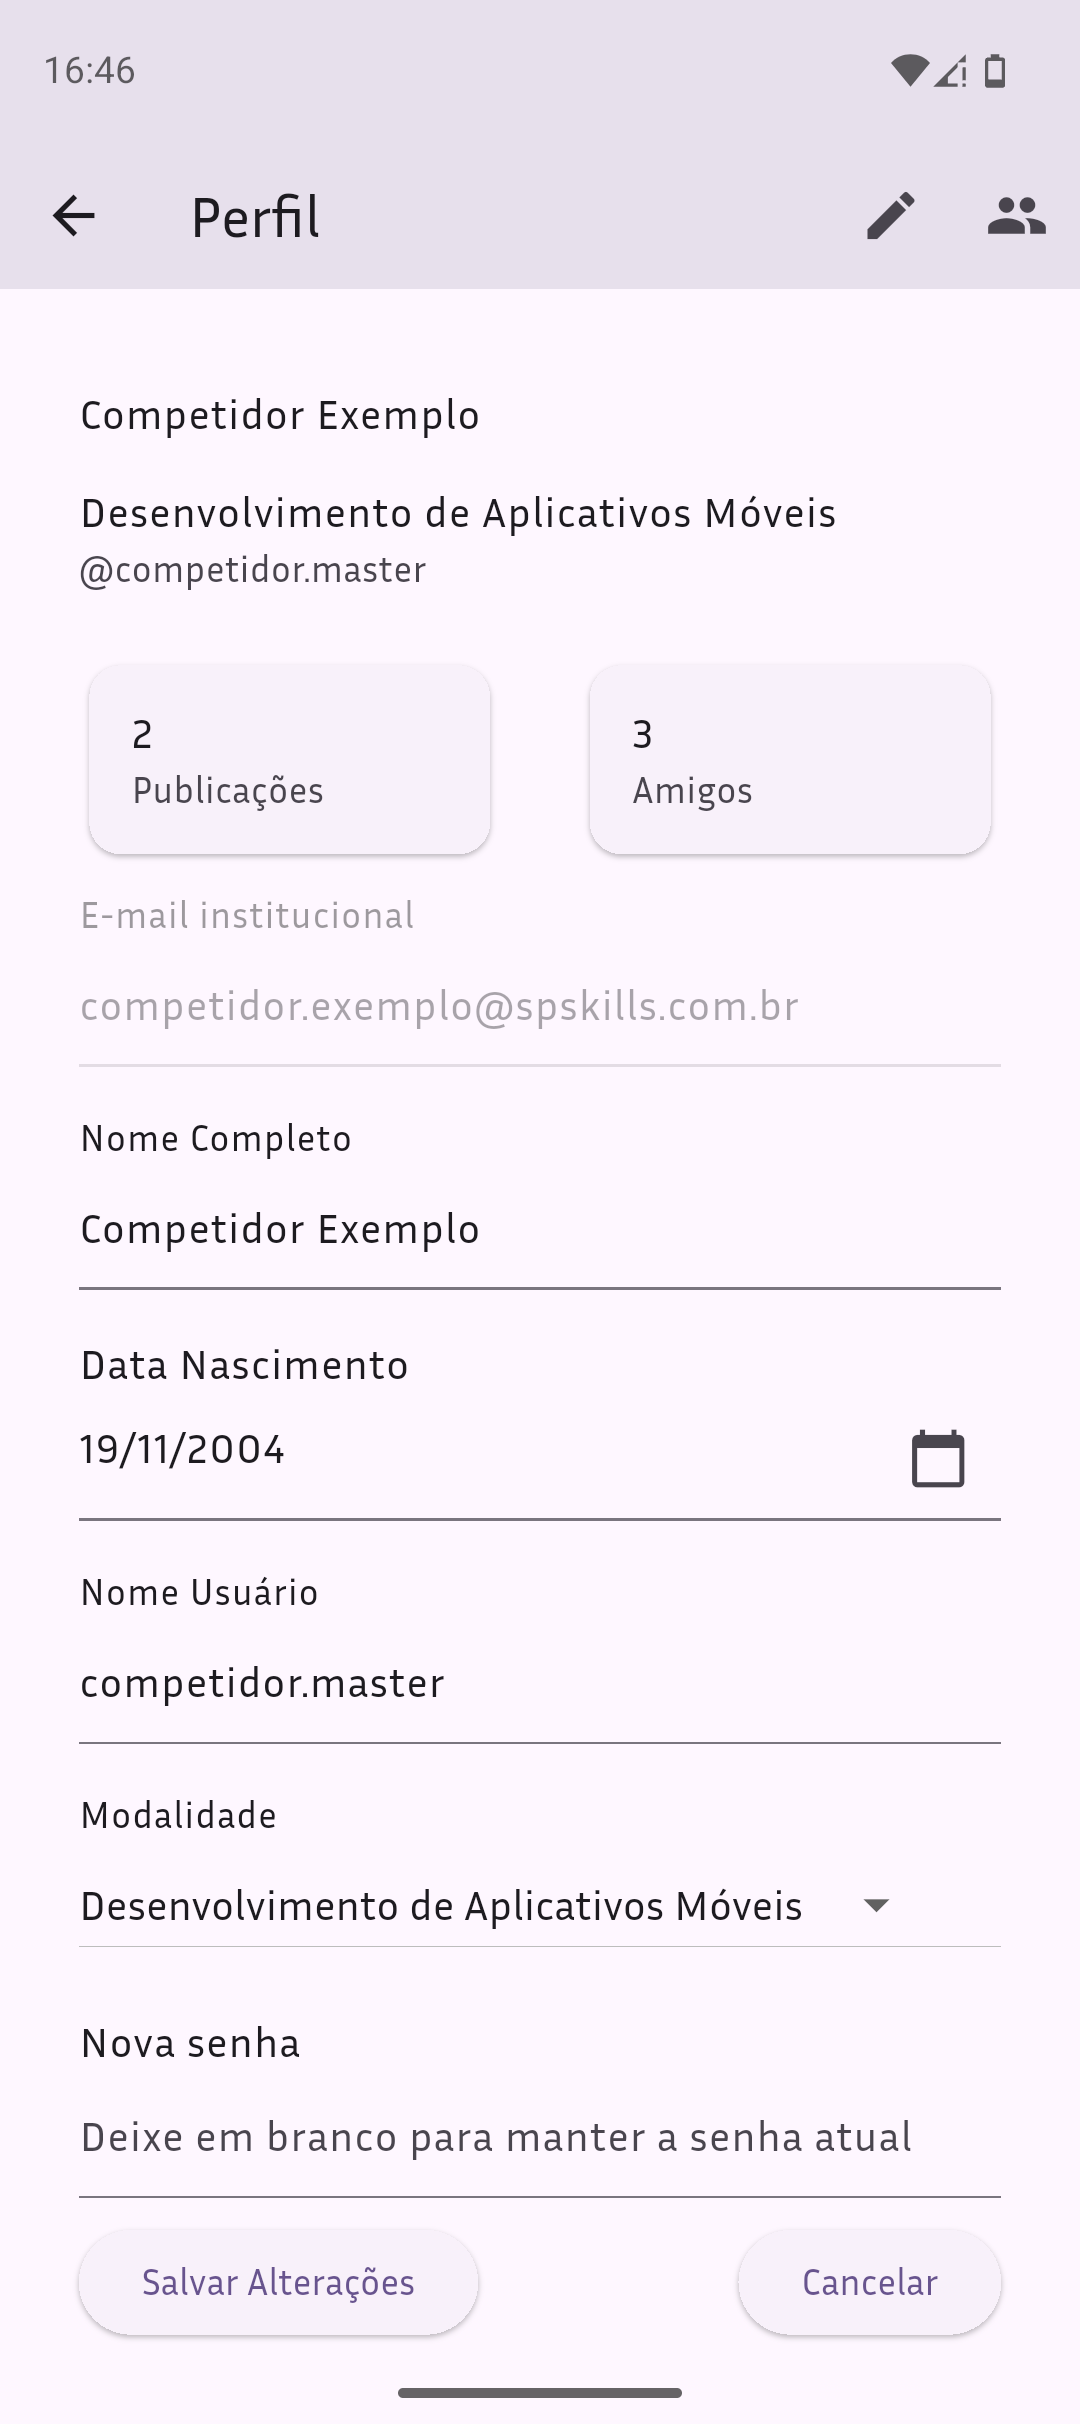 16:46
Perfil
Competidor Exemplo
Desenvolvimento de Aplicativos Móveis
@competidor.master
2
Publicações
3
Amigos
E-mail institucional
competidor.exemplo@spskills.com.br
Nome Completo
Competidor Exemplo
Data Nascimento
19/11/2004
Nome Usuário
competidor.master
Modalidade
Desenvolvimento de Aplicativos Móveis
Nova senha
Deixe em branco para manter a senha atual
Salvar Alterações
Cancelar